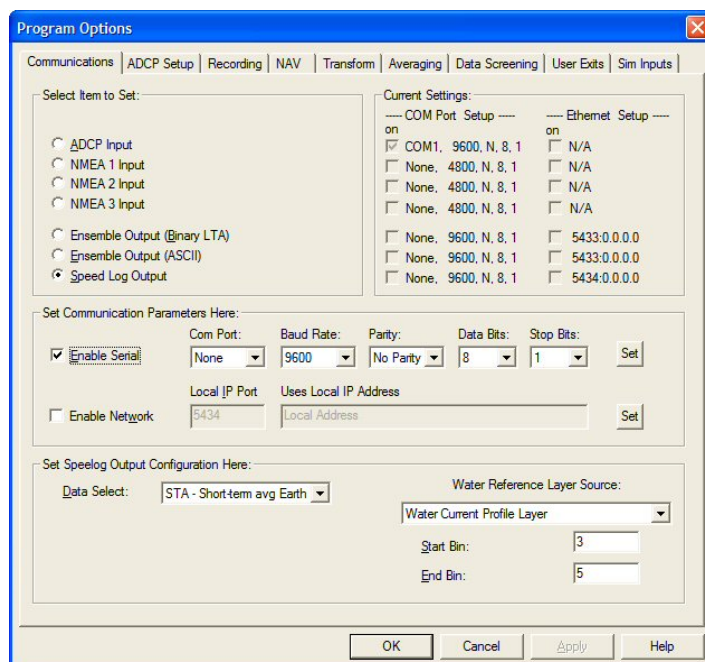 Program Options
Communications ADCP Setup Recording NAV Transform Averaging Data Screening User Exits Sim Inputs
Select Item to Set:
ADCP Input
NMEA 1 Input
NMEA 2 Input
NMEA 3 Input
Ensemble Output (Binary LTA)
Ensemble Output (ASCII)
Speed Log Output
Current Settings:
----- COM Port Setup ----- ----- Ethernet Setup -----
on on
COM1, 9600, N, 8, 1 N/A
None, 4800, N, 8, 1 N/A
None, 4800, N, 8, 1 N/A
None, 4800, N, 8, 1 N/A
None, 9600, N, 8, 1 5433:0.0.0.0
None, 9600, N, 8, 1 5433:0.0.0.0
None, 9600, N, 8, 1 5434:0.0.0.0
Set Communication Parameters Here:
Com Port: Baud Rate: Parity: Data Bits: Stop Bits:
Enable Serial None 9600 No Parity 8 1 Set
Local IP Port Uses Local IP Address
Enable Network 5434 Local Address Set
Set Speelog Output Configuration Here:
Data Select: STA - Short-term avg Earth
Water Reference Layer Source:
Water Current Profile Layer
Start Bin: 3
End Bin: 5
OK Cancel Apply Help